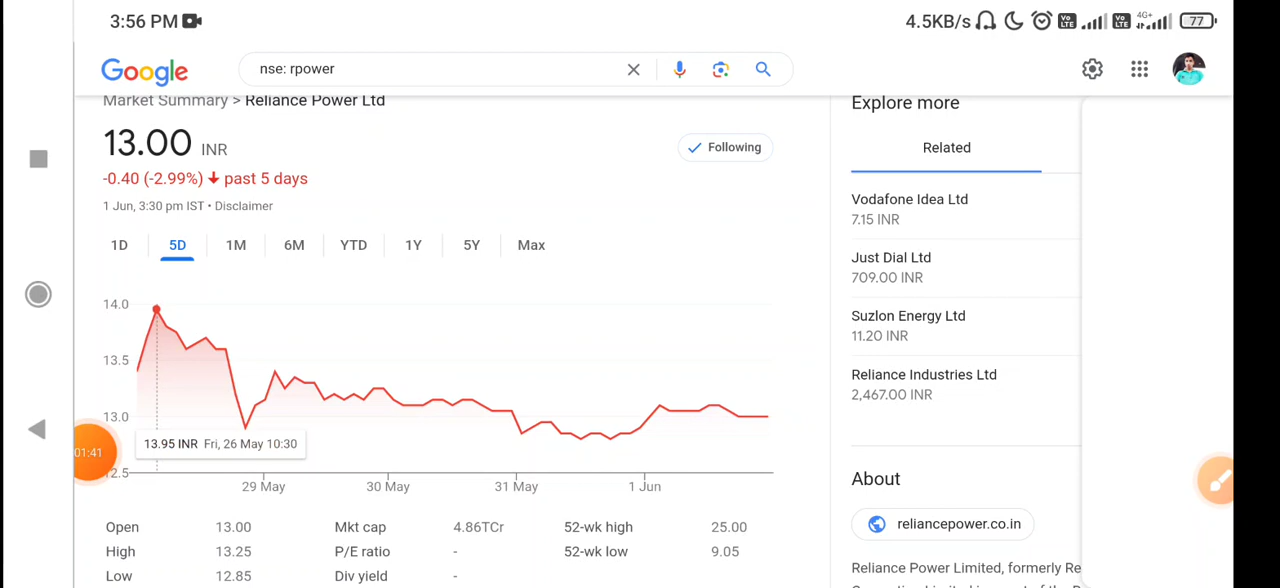 3:56 PM
4.5KB/s
Vo LTE
Vo LTE
4G+
77
Google
nse: rpower
Market Summary > Reliance Power Ltd
13.00 INR
Following
-0.40 (-2.99%) past 5 days
1 Jun, 3:30 pm IST • Disclaimer
1D 5D 1M 6M YTD 1Y 5Y Max
14.0
13.5
13.0
13.95 INR Fri, 26 May 10:30
01:41
2.5
29 May 30 May 31 May 1 Jun
Open 13.00 Mkt cap 4.86TCr 52-wk high 25.00
High 13.25 P/E ratio - 52-wk low 9.05
Low 12.85 Div yield -
Explore more
Related
Vodafone Idea Ltd
7.15 INR
Just Dial Ltd
709.00 INR
Suzlon Energy Ltd
11.20 INR
Reliance Industries Ltd
2,467.00 INR
About
reliancepower.co.in
Reliance Power Limited, formerly Re